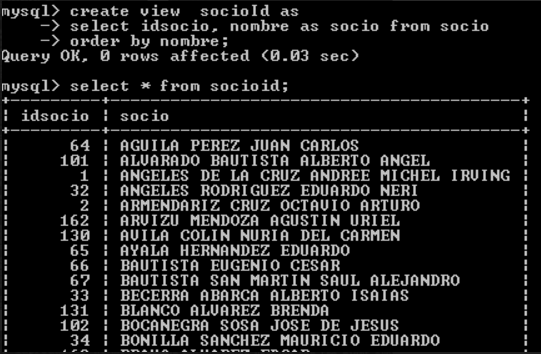 mysql> create view  socioId as
    -> select idsocio, nombre as socio from socio
    -> order by nombre;
Query OK, 0 rows affected (0.03 sec)
mysql> select * from socioid;
idsocio | socio
64 | AGUILA PEREZ JUAN CARLOS
101 | ALVARADO BAUTISTA ALBERTO ANGEL
1 | ANGELES DE LA CRUZ ANDREE MICHEL IRVING
32 | ANGELES RODRIGUEZ EDUARDO NERI
2 | ARMENDARIZ CRUZ OCTAVIO ARTURO
162 | ARVIZU MENDOZA AGUSTIN URIEL
130 | AVILA COLIN NURIA DEL CARMEN
65 | AYALA HERNANDEZ EDUARDO
66 | BAUTISTA EUGENIO CESAR
67 | BAUTISTA SAN MARTIN SAUL ALEJANDRO
33 | BECERRA ABARCA ALBERTO ISAIAS
131 | BLANCO ALVAREZ BRENDA
102 | BOCANEGRA SOSA JOSE DE JESUS
34 | BONILLA SANCHEZ MAURICIO EDUARDO